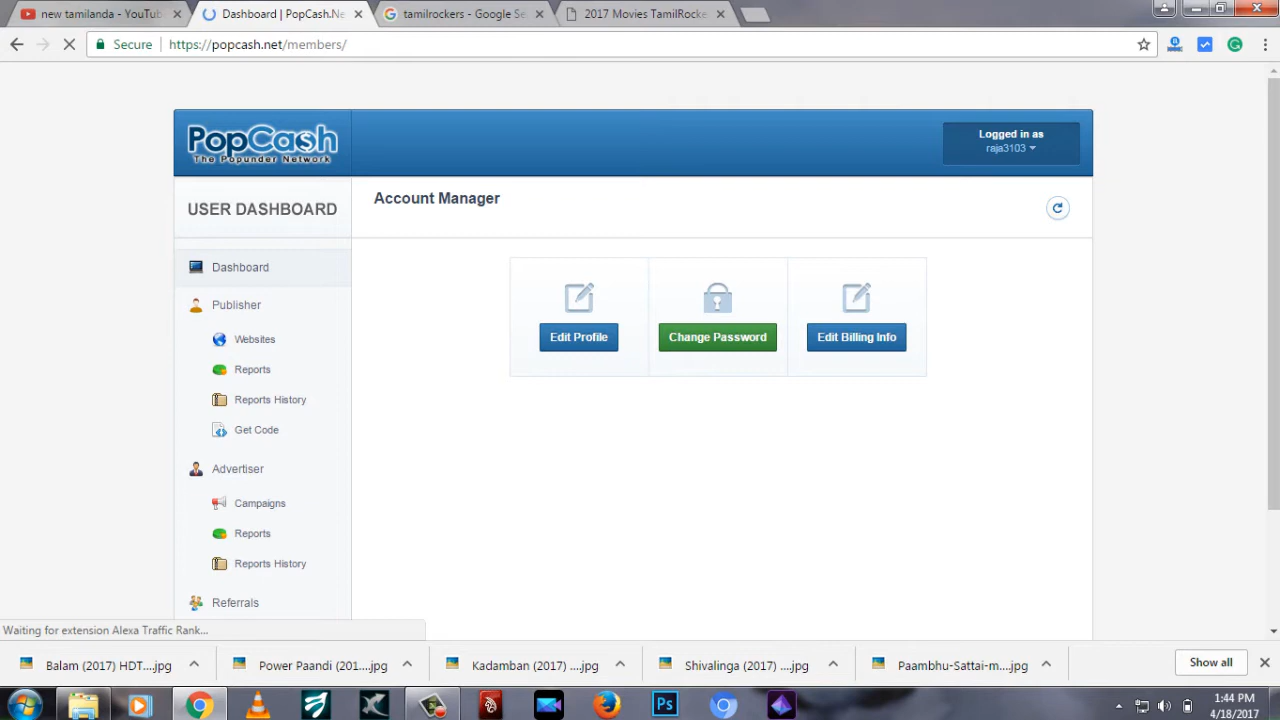 new tamilanda - YouTub
Dashboard | PopCash.Ne
tamilrockers - Google Se
2017 Movies TamilRocke
Secure
https://popcash.net/members/
PopCash
The Popunder Network
Logged in as
raja3103
USER DASHBOARD
Account Manager
Dashboard
Publisher
Websites
Reports
Reports History
Get Code
Advertiser
Campaigns
Reports
Reports History
Referrals
Edit Profile
Change Password
Edit Billing Info
Waiting for extension Alexa Traffic Rank...
Balam (2017) HDT....jpg
Power Paandi (201....jpg
Kadamban (2017) ....jpg
Shivalinga (2017) ....jpg
Paambhu-Sattai-m....jpg
Show all
Ps
1:44 PM
4/18/2017